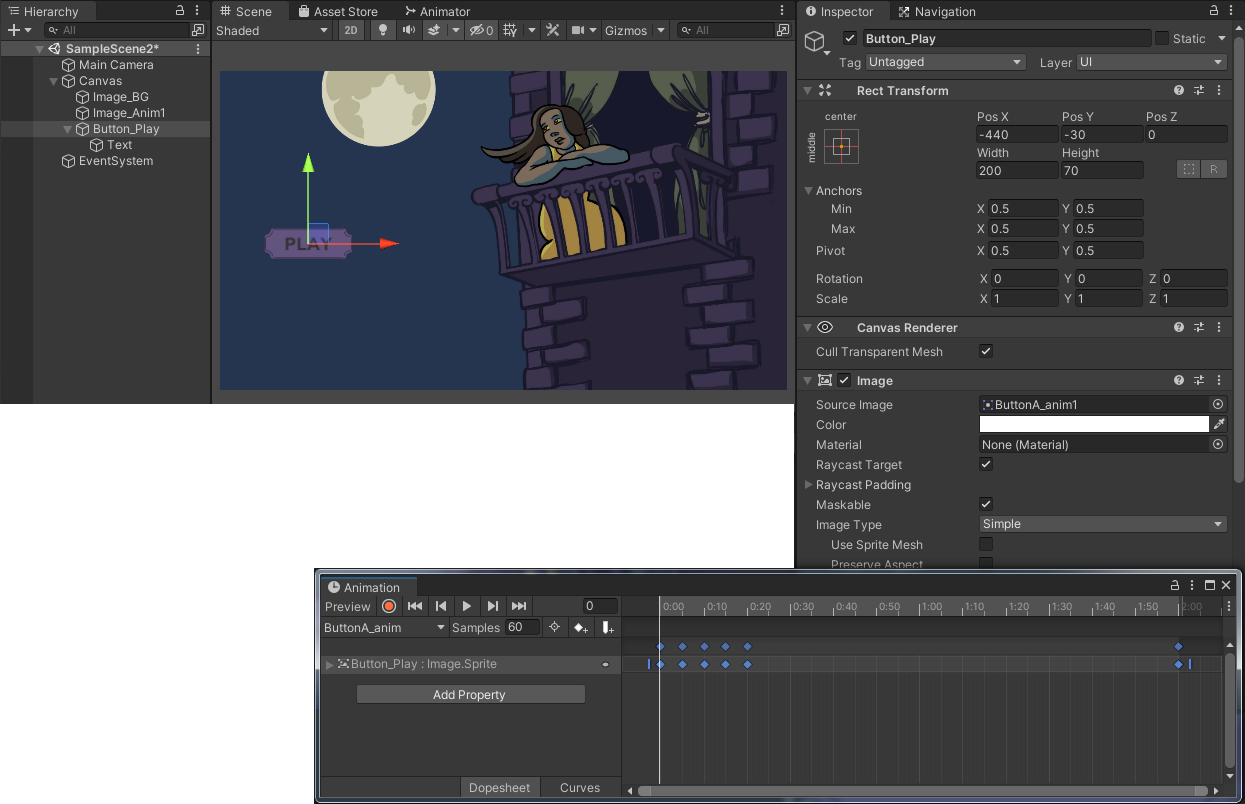 Hierarchy
All
SampleScene2*
Main Camera
Canvas
Image_BG
Image_Anim1
Button_Play
Text
EventSystem
Scene Asset Store Animator
Shaded 2D 0 Gizmos All
PLAY
Inspector Navigation
Button_Play Static
Tag Untagged Layer UI
Rect Transform
center Pos X Pos Y Pos Z
middle -440 -30 0
Width Height
200 70 R
Anchors
Min X 0.5 Y 0.5
Max X 0.5 Y 0.5
Pivot X 0.5 Y 0.5
Rotation X 0 Y 0 Z 0
Scale X 1 Y 1 Z 1
Canvas Renderer
Cull Transparent Mesh
Image
Source Image ButtonA_anim1
Color
Material None (Material)
Raycast Target
Raycast Padding
Maskable
Image Type Simple
Use Sprite Mesh
Preserve Aspect
Animation
Preview 0 0:00 0:10 0:20 0:30 0:40 0:50 1:00 1:10 1:20 1:30 1:40 1:50 2:00
ButtonA_anim Samples 60
Button_Play : Image.Sprite
Add Property
Dopesheet Curves